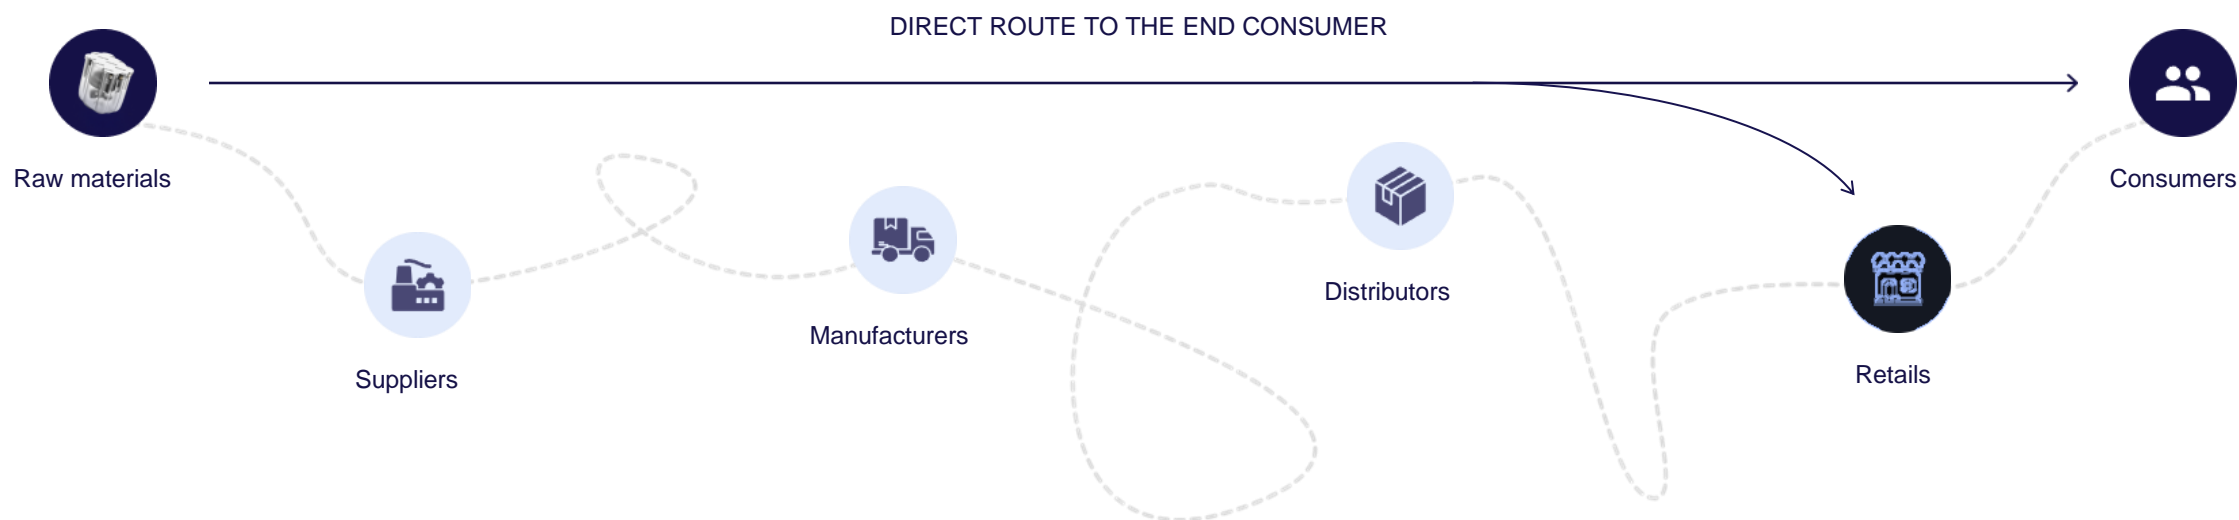 DIRECT ROUTE TO THE END CONSUMER
Raw materials
Consumers
Distributors
Manufacturers
Retails
Suppliers